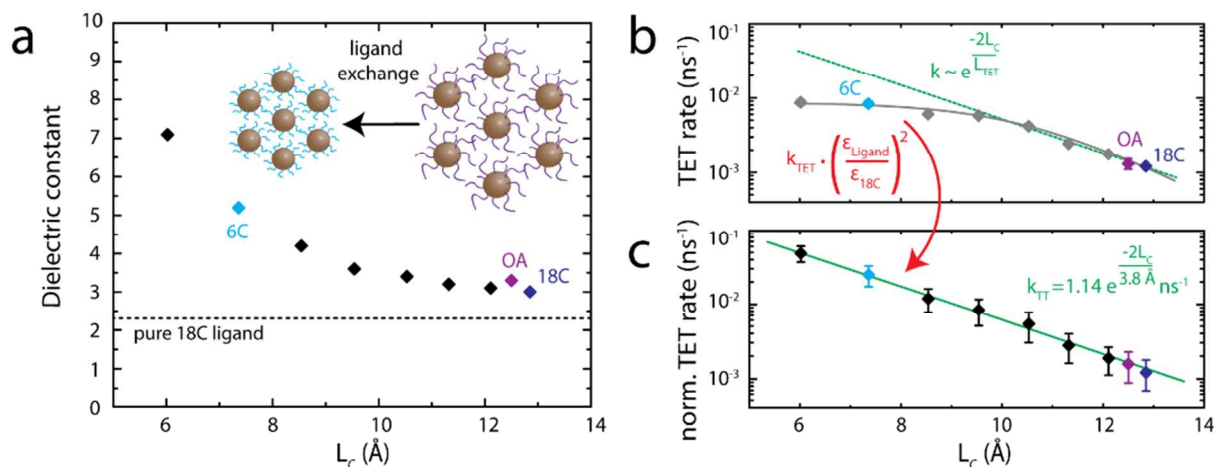 a
10
9
8
7
6
5
4
3
2
1
0
Dielectric constant
ligand
exchange
6C
OA
18C
pure 18C ligand
6 8 10 12 14
L_C (Å)
b
TET rate (ns⁻¹)
10⁻¹
10⁻²
10⁻³
6C
k ~ e^(-2L_C / L_TET)
OA
18C
k_TET · (ε_Ligand / ε_18C)²
c
norm. TET rate (ns⁻¹)
10⁻¹
10⁻²
10⁻³
k_TT = 1.14 e^(-2L_C / 3.8 Å) ns⁻¹
6 8 10 12 14
L_C (Å)